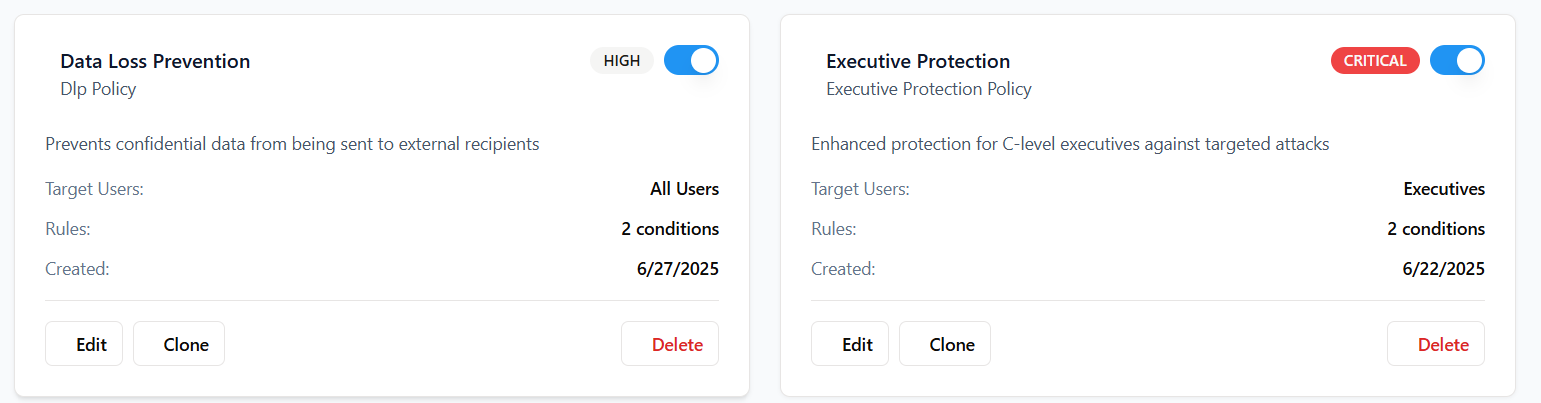 Data Loss Prevention
HIGH
Dlp Policy
Prevents confidential data from being sent to external recipients
Target Users: All Users
Rules: 2 conditions
Created: 6/27/2025
Edit Clone Delete
Executive Protection
CRITICAL
Executive Protection Policy
Enhanced protection for C-level executives against targeted attacks
Target Users: Executives
Rules: 2 conditions
Created: 6/22/2025
Edit Clone Delete